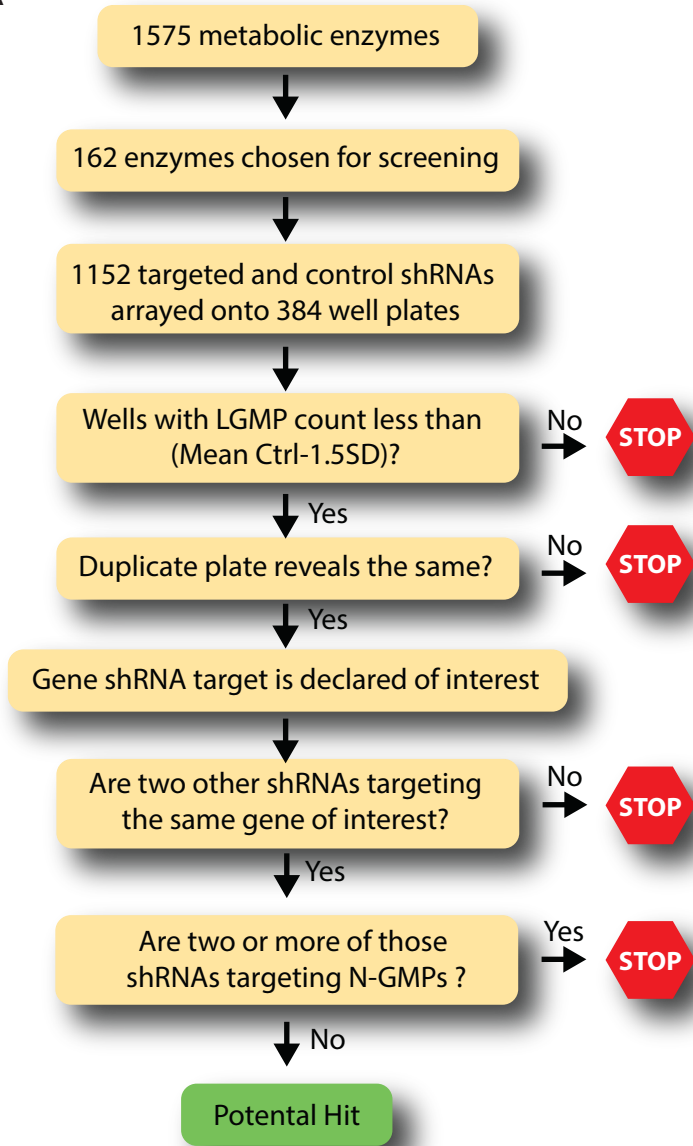 1575 metabolic enzymes
162 enzymes chosen for screening
1152 targeted and control shRNAs
arrayed onto 384 well plates
Wells with LGMP count less than
(Mean Ctrl-1.5SD)?
No
STOP
Yes
Duplicate plate reveals the same?
No
STOP
Yes
Gene shRNA target is declared of interest
Are two other shRNAs targeting
the same gene of interest?
No
STOP
Yes
Are two or more of those
shRNAs targeting N-GMPs ?
Yes
STOP
No
Potential Hit